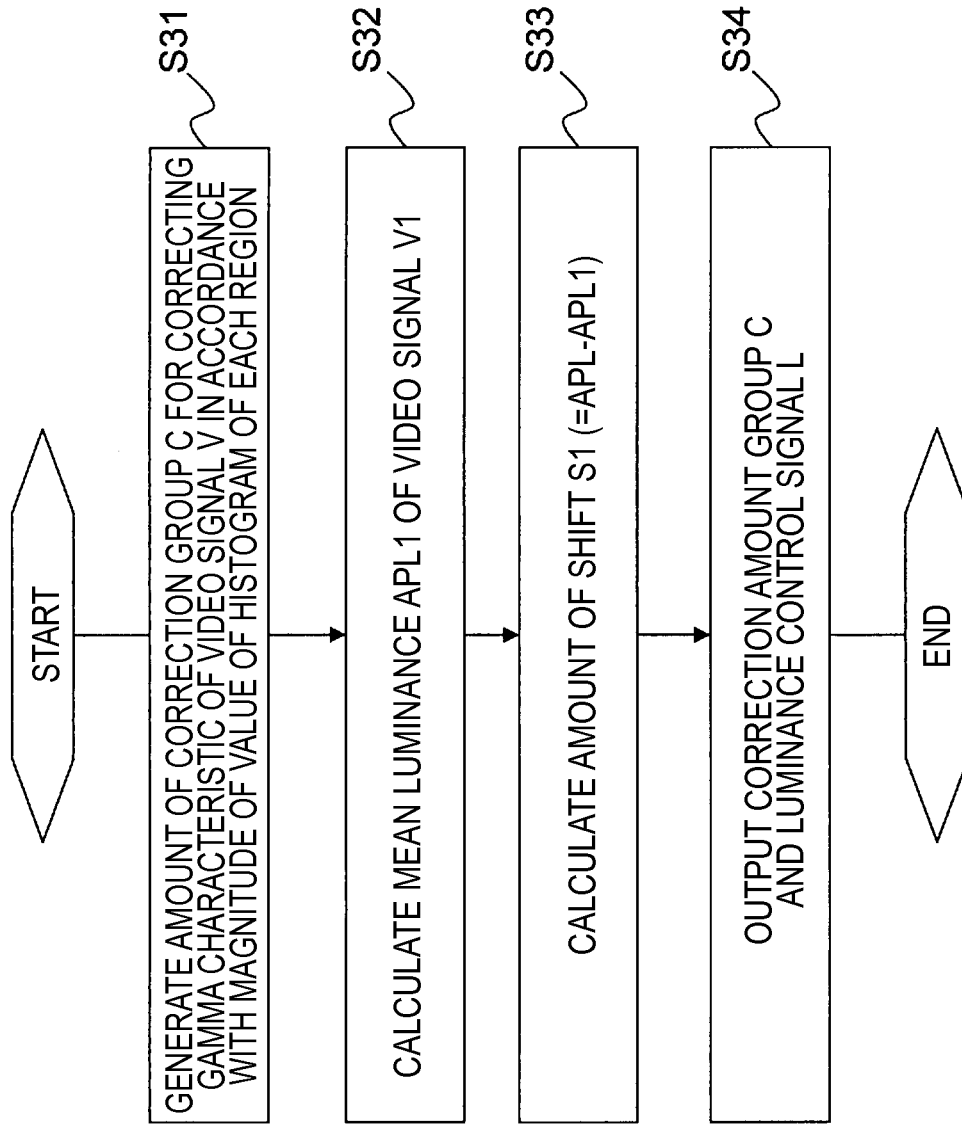 START
GENERATE AMOUNT OF CORRECTION GROUP C FOR CORRECTING
GAMMA CHARACTERISTIC OF VIDEO SIGNAL V IN ACCORDANCE
WITH MAGNITUDE OF VALUE OF HISTOGRAM OF EACH REGION
S31
CALCULATE MEAN LUMINANCE APL1 OF VIDEO SIGNAL V1
S32
CALCULATE AMOUNT OF SHIFT S1 (=APL-APL1)
S33
OUTPUT CORRECTION AMOUNT GROUP C
AND LUMINANCE CONTROL SIGNAL L
S34
END